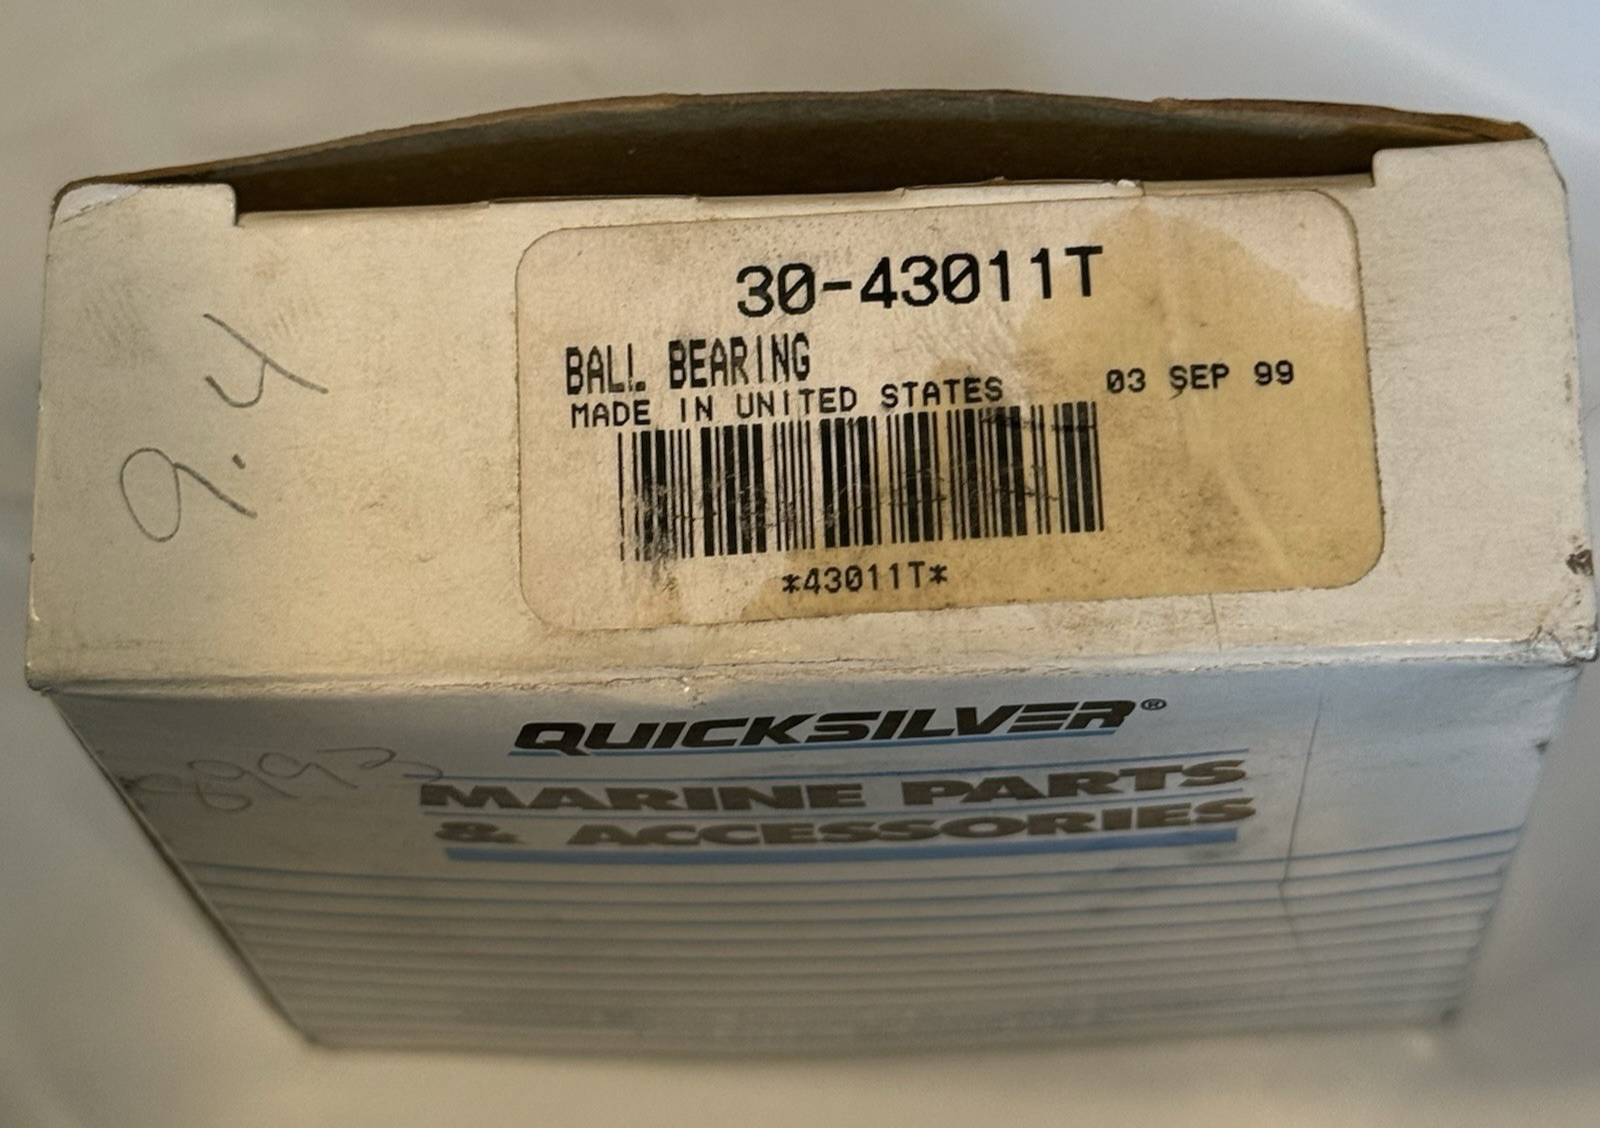 30-43011T
BALL BEARING
MADE IN UNITED STATES 03 SEP 99
*43011T*
9.4
QUICKSILVER®
MARINE PARTS
& ACCESSORIES